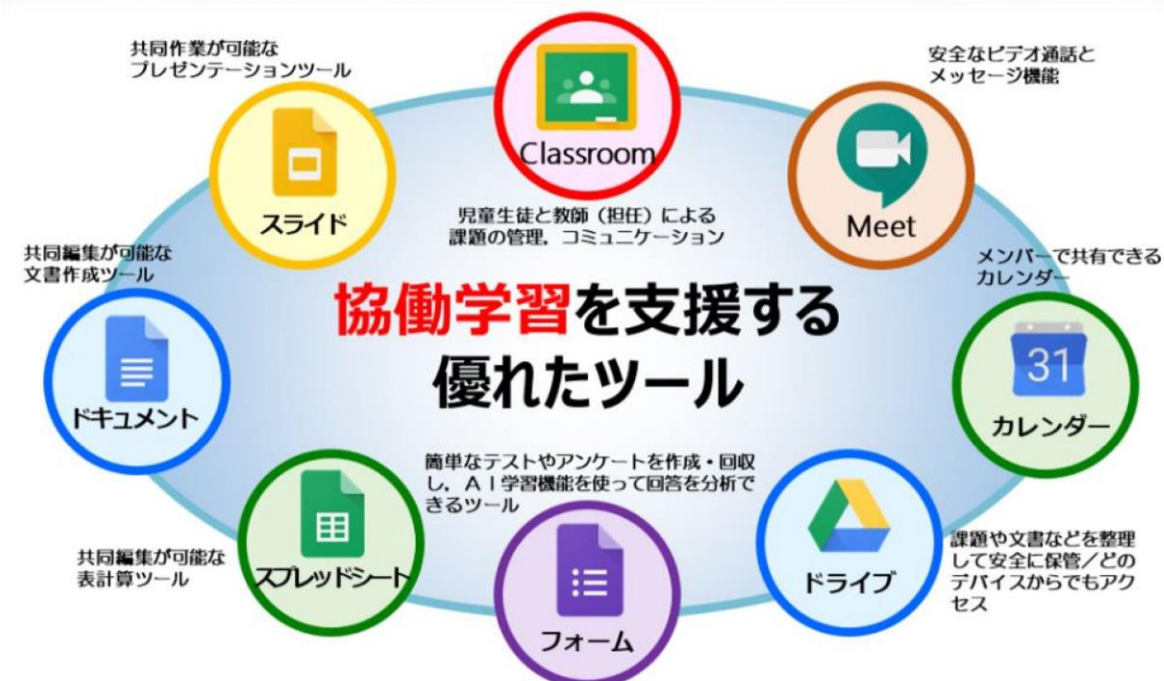 共同作業が可能な
プレゼンテーションツール
スライド
Classroom
児童生徒と教師（担任）による
課題の管理，コミュニケーション
安全なビデオ通話と
メッセージ機能
Meet
共同編集が可能な
文書作成ツール
ドキュメント
協働学習を支援する
優れたツール
メンバーで共有できる
カレンダー
31
カレンダー
共同編集が可能な
表計算ツール
スプレッドシート
簡単なテストやアンケートを作成・回収
し，ＡＩ学習機能を使って回答を分析で
きるツール
フォーム
ドライブ
課題や文書などを整理
して安全に保管／どの
デバイスからでもアク
セス